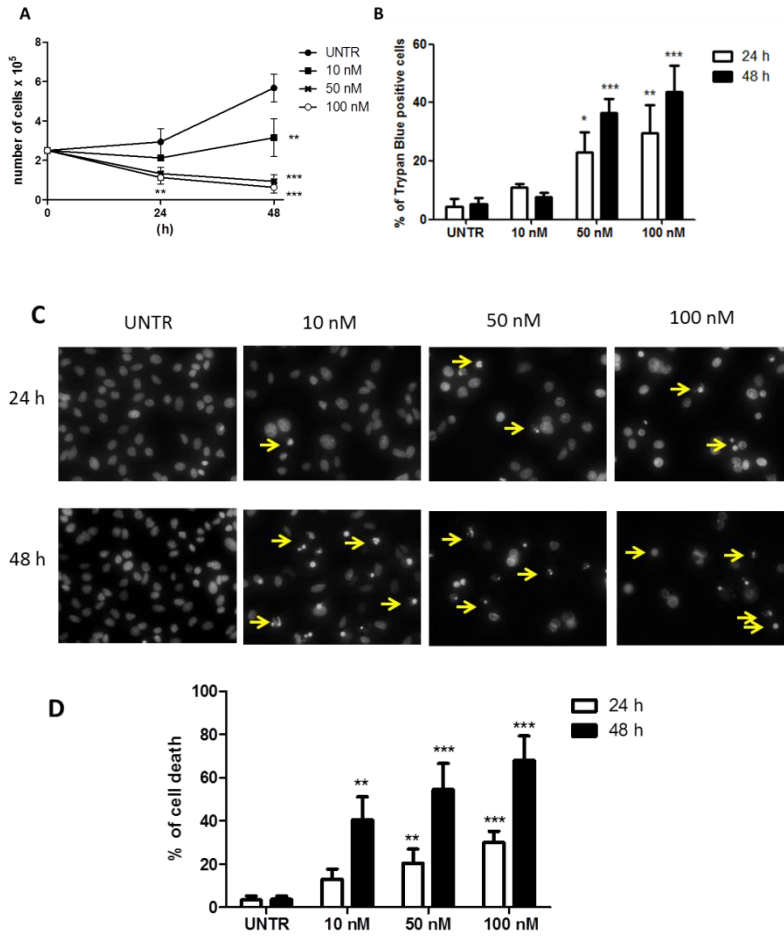 A
number of cells x 10⁵
8
6
4
2
0
0
24
48
(h)
UNTR
10 nM
50 nM
100 nM
**
**
***
***
B
% of Trypan Blue positive cells
60
40
20
0
UNTR
10 nM
50 nM
100 nM
*
***
**
***
24 h
48 h
C
UNTR
10 nM
50 nM
100 nM
24 h
48 h
D
% of cell death
100
80
60
40
20
0
UNTR
10 nM
50 nM
100 nM
**
**
***
***
***
24 h
48 h